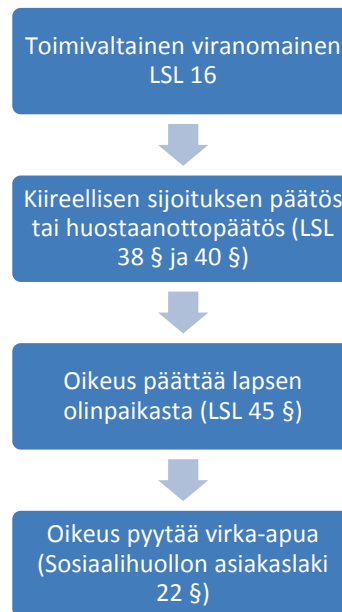 Toimivaltainen viranomainen
LSL 16
Kiireellisen sijoituksen päätös
tai huostaanottopäätös (LSL
38 § ja 40 §)
Oikeus päättää lapsen
olinpaikasta (LSL 45 §)
Oikeus pyytää virka-apua
(Sosiaalihuollon asiakaslaki
22 §)